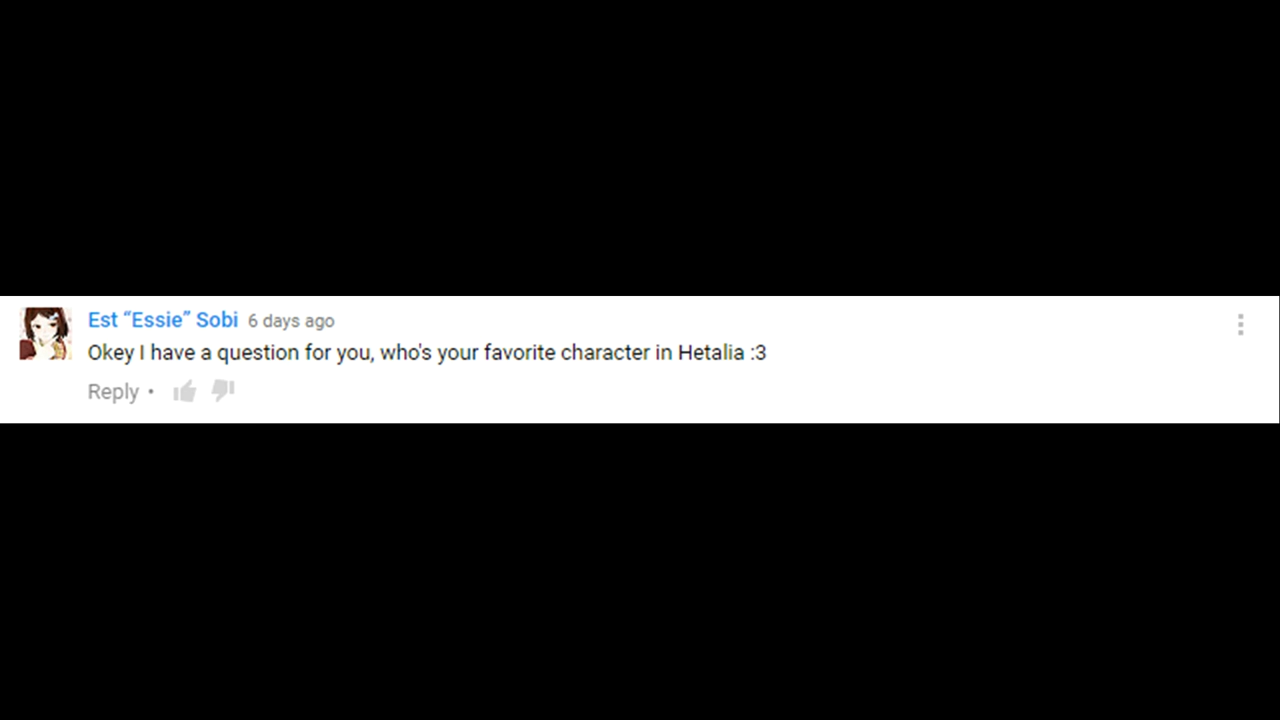 Est “Essie” Sobi 6 days ago
Okey I have a question for you, who's your favorite character in Hetalia :3
Reply •